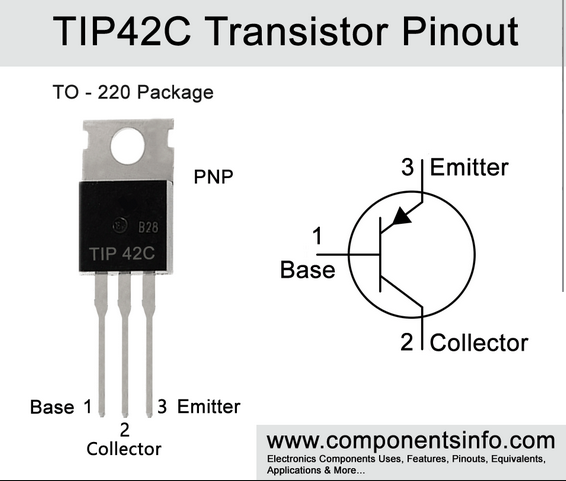 TIP42C Transistor Pinout
TO - 220 Package
PNP
B28
TIP 42C
Base 1
2
Collector
3 Emitter
3 Emitter
1
Base
2 Collector
www.componentsinfo.com
Electronics Components Uses, Features, Pinouts, Equivalents,
Applications & More...